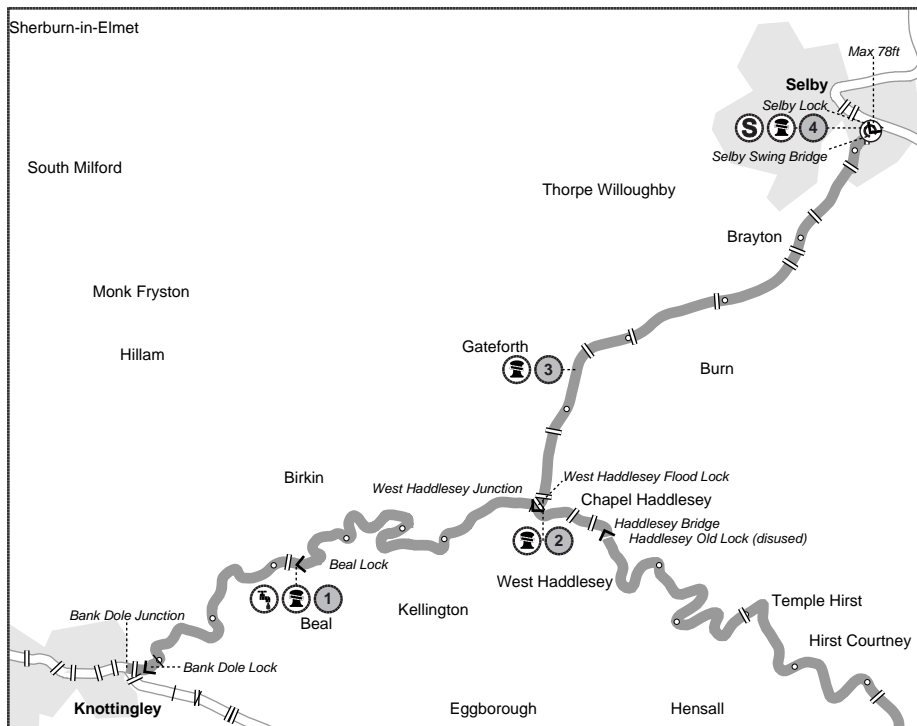 Sherburn-in-Elmet
Max 78ft
Selby
Selby Lock
S
4
Selby Swing Bridge
South Milford
Thorpe Willoughby
Brayton
Monk Fryston
Hillam
Gateforth
3
Burn
Birkin
West Haddlesey Junction
West Haddlesey Flood Lock
Chapel Haddlesey
Haddlesey Bridge
Haddlesey Old Lock (disused)
2
Beal Lock
West Haddlesey
1
Beal
Kellington
Temple Hirst
Bank Dole Junction
Hirst Courtney
Bank Dole Lock
Knottingley
Eggborough
Hensall